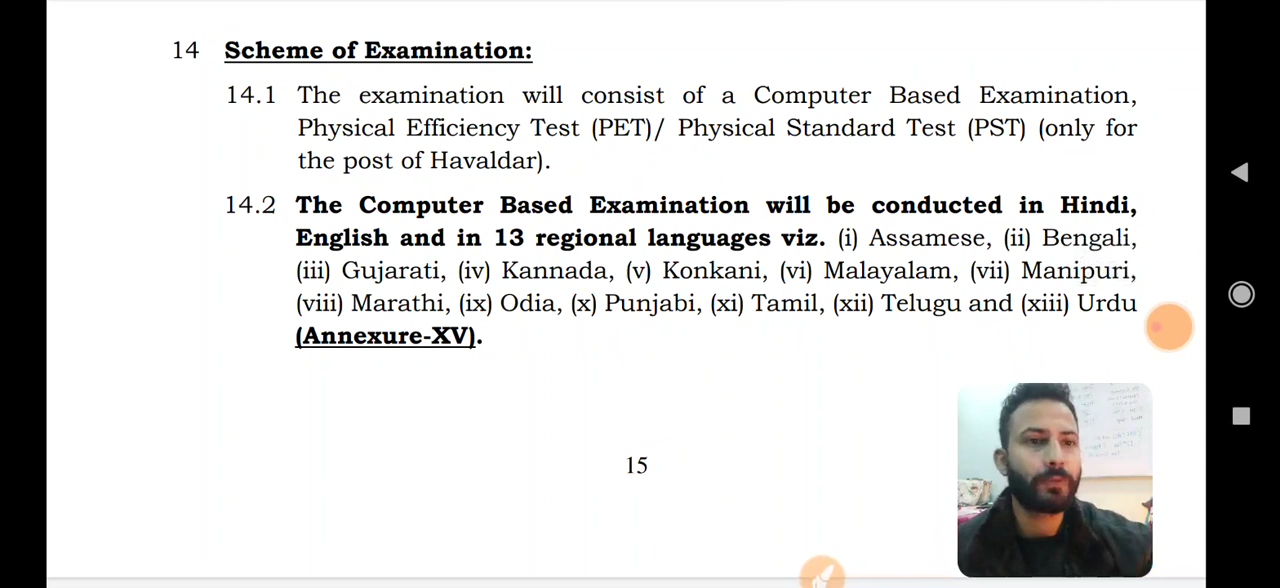 14 Scheme of Examination:
14.1 The examination will consist of a Computer Based Examination,
Physical Efficiency Test (PET)/ Physical Standard Test (PST) (only for
the post of Havaldar).
14.2 The Computer Based Examination will be conducted in Hindi,
English and in 13 regional languages viz. (i) Assamese, (ii) Bengali,
(iii) Gujarati, (iv) Kannada, (v) Konkani, (vi) Malayalam, (vii) Manipuri,
(viii) Marathi, (ix) Odia, (x) Punjabi, (xi) Tamil, (xii) Telugu and (xiii) Urdu
(Annexure-XV).
15